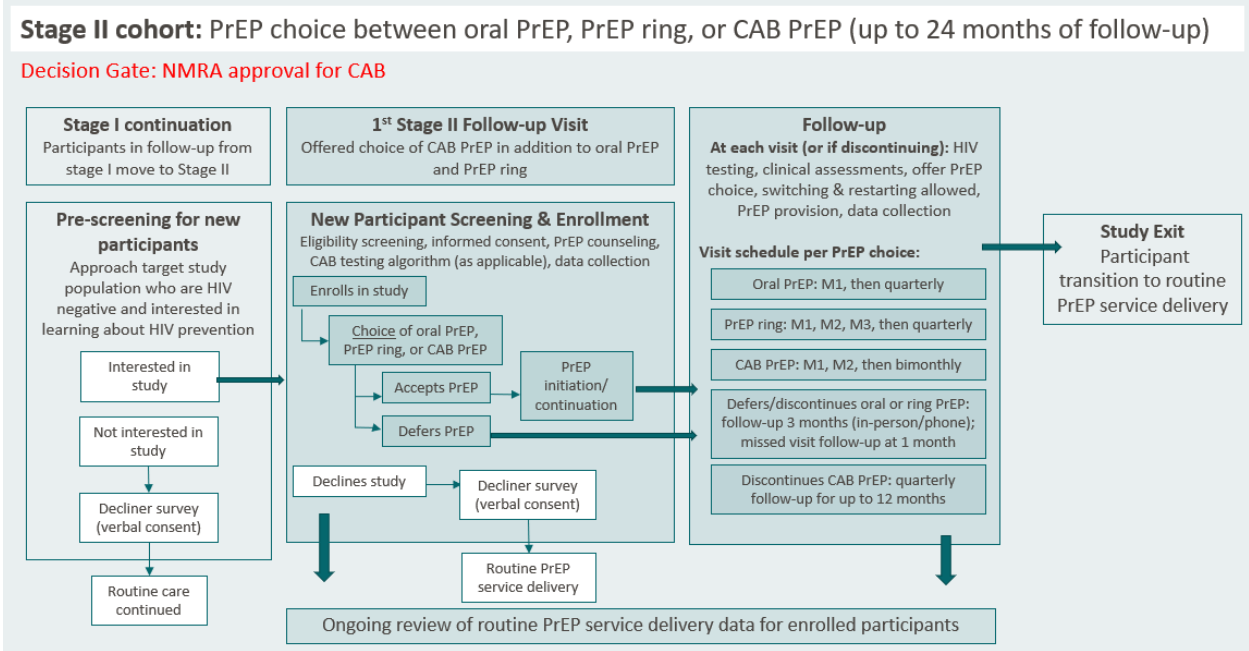 Stage II cohort: PrEP choice between oral PrEP, PrEP ring, or CAB PrEP (up to 24 months of follow-up)
Decision Gate: NMRA approval for CAB
Stage I continuation
Participants in follow-up from
stage I move to Stage II
Pre-screening for new
participants
Approach target study
population who are HIV
negative and interested in
learning about HIV prevention
Interested in
study
Not interested in
study
Decliner survey
(verbal consent)
Routine care
continued
1st Stage II Follow-up Visit
Offered choice of CAB PrEP in addition to oral PrEP
and PrEP ring
New Participant Screening & Enrollment
Eligibility screening, informed consent, PrEP counseling,
CAB testing algorithm (as applicable), data collection
Enrolls in study
Choice of oral PrEP,
PrEP ring, or CAB PrEP
Accepts PrEP
PrEP
initiation/
continuation
Defers PrEP
Declines study
Decliner survey
(verbal consent)
Routine PrEP
service delivery
Follow-up
At each visit (or if discontinuing): HIV
testing, clinical assessments, offer PrEP
choice, switching & restarting allowed,
PrEP provision, data collection
Visit schedule per PrEP choice:
Oral PrEP: M1, then quarterly
PrEP ring: M1, M2, M3, then quarterly
CAB PrEP: M1, M2, then bimonthly
Defers/discontinues oral or ring PrEP:
follow-up 3 months (in-person/phone);
missed visit follow-up at 1 month
Discontinues CAB PrEP: quarterly
follow-up for up to 12 months
Study Exit
Participant
transition to routine
PrEP service delivery
Ongoing review of routine PrEP service delivery data for enrolled participants